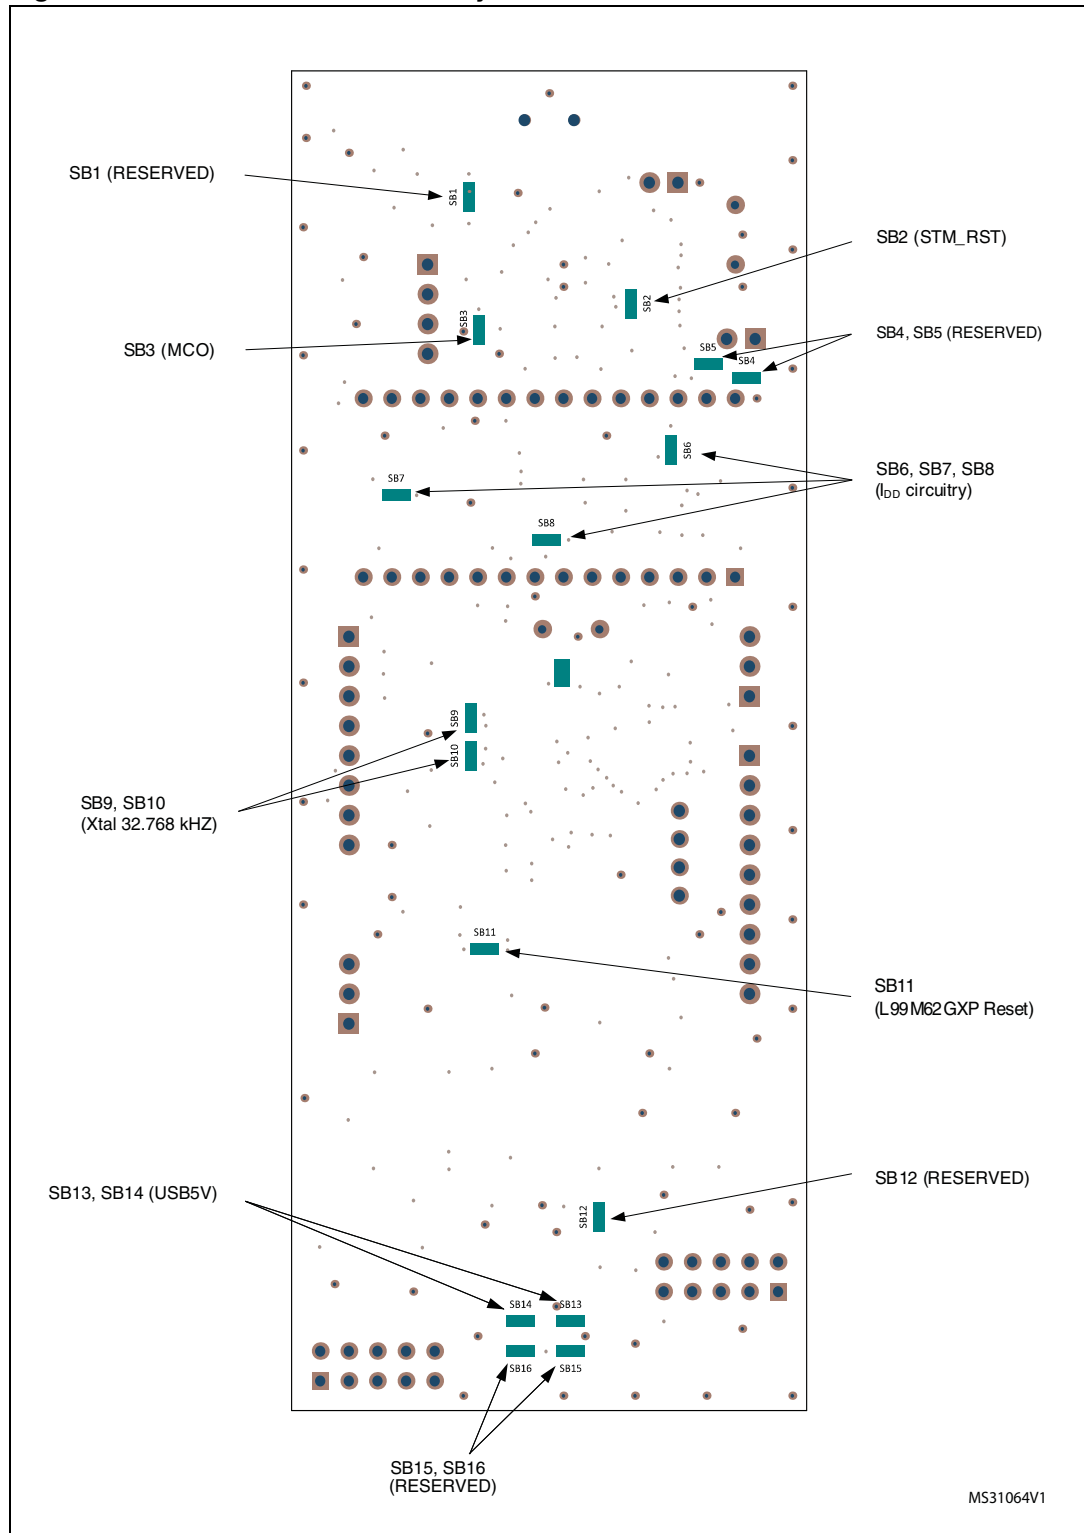 SB1 (RESERVED)
SB1
SB2 (STM_RST)
SB2
SB3
SB3 (MCO)
SB4, SB5 (RESERVED)
SB5
SB4
SB6
SB6, SB7, SB8
(IDD circuitry)
SB7
SB8
SB9
SB10
SB9, SB10
(Xtal 32.768 kHZ)
SB11
SB11
(L99M62GXP Reset)
SB12 (RESERVED)
SB13, SB14 (USB5V)
SB12
SB14
SB13
SB16
SB15
SB15, SB16
(RESERVED)
MS31064V1